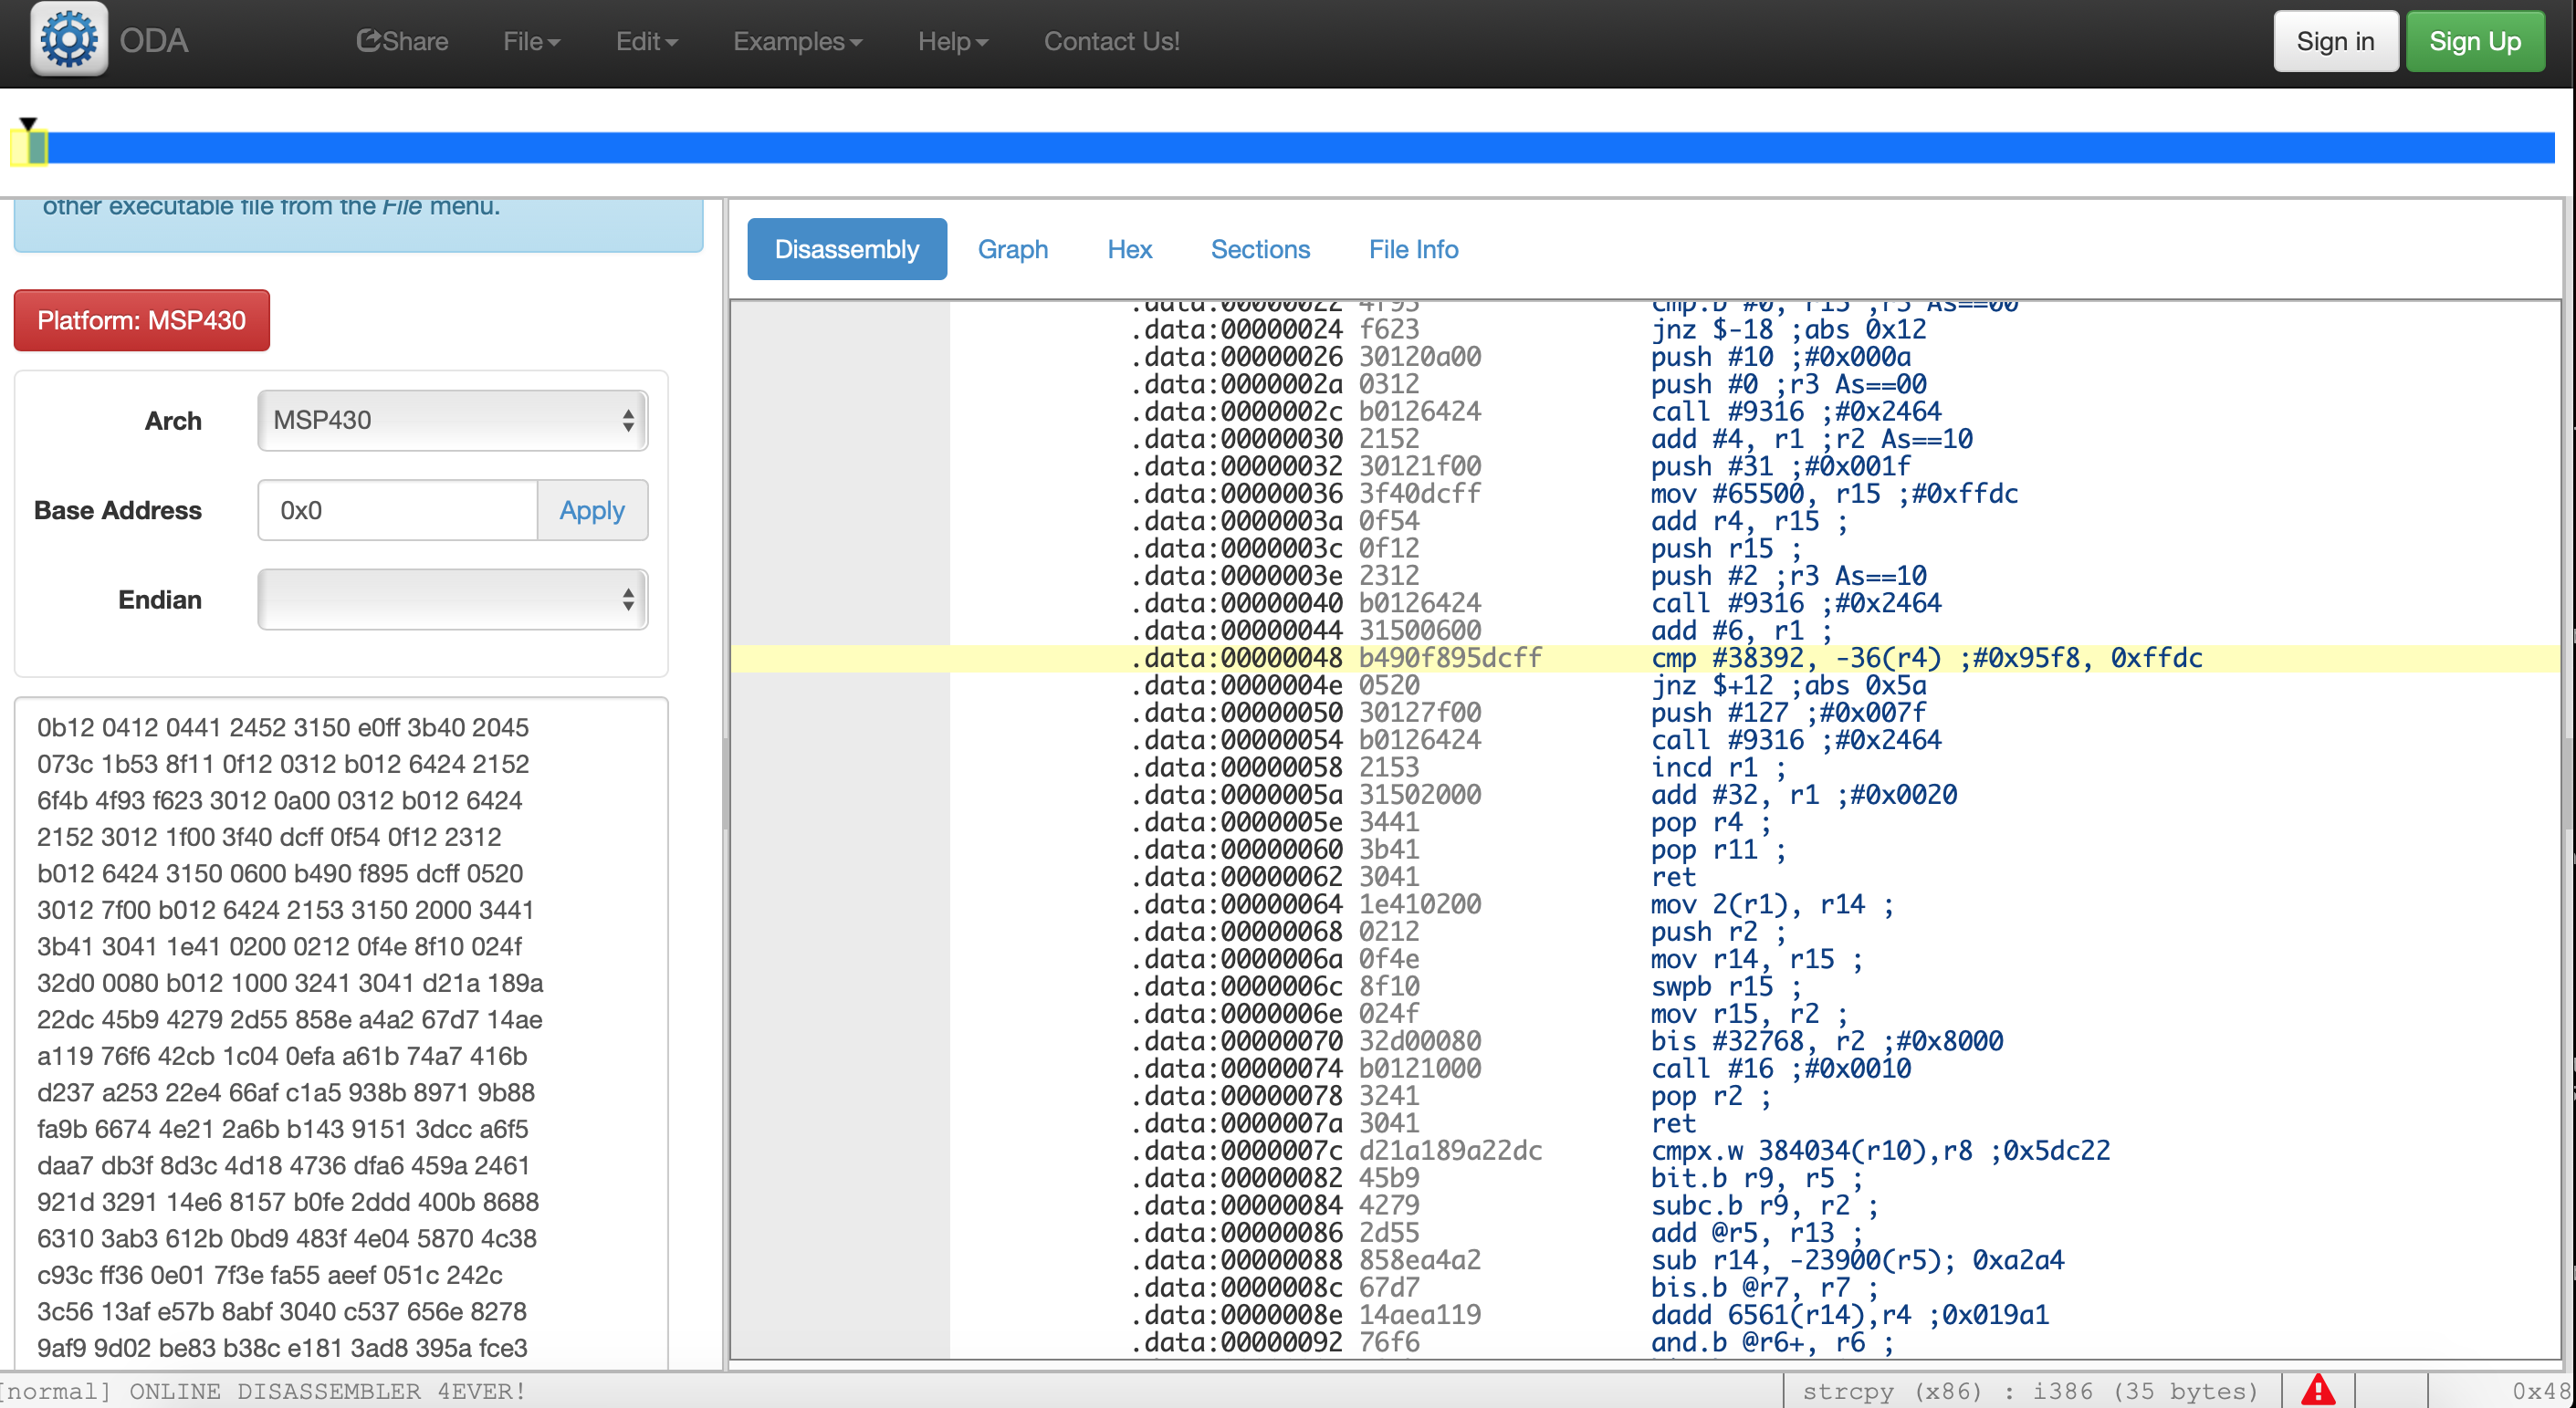 ODA Share File Edit Examples Help Contact Us! Sign in Sign Up
other executable file from the File menu.
Platform: MSP430
Arch MSP430
Base Address 0x0 Apply
Endian
0b12 0412 0441 2452 3150 e0ff 3b40 2045
073c 1b53 8f11 0f12 0312 b012 6424 2152
6f4b 4f93 f623 3012 0a00 0312 b012 6424
2152 3012 1f00 3f40 dcff 0f54 0f12 2312
b012 6424 3150 0600 b490 f895 dcff 0520
3012 7f00 b012 6424 2153 3150 2000 3441
3b41 3041 1e41 0200 0212 0f4e 8f10 024f
32d0 0080 b012 1000 3241 3041 d21a 189a
22dc 45b9 4279 2d55 858e a4a2 67d7 14ae
a119 76f6 42cb 1c04 0efa a61b 74a7 416b
d237 a253 22e4 66af c1a5 938b 8971 9b88
fa9b 6674 4e21 2a6b b143 9151 3dcc a6f5
daa7 db3f 8d3c 4d18 4736 dfa6 459a 2461
921d 3291 14e6 8157 b0fe 2ddd 400b 8688
6310 3ab3 612b 0bd9 483f 4e04 5870 4c38
c93c ff36 0e01 7f3e fa55 aeef 051c 242c
3c56 13af e57b 8abf 3040 c537 656e 8278
9af9 9d02 be83 b38c e181 3ad8 395a fce3
Disassembly Graph Hex Sections File Info
.data:00000022 4f93 cmp.b #0, r15 ;r3 As==00
.data:00000024 f623 jnz $-18 ;abs 0x12
.data:00000026 30120a00 push #10 ;#0x000a
.data:0000002a 0312 push #0 ;r3 As==00
.data:0000002c b0126424 call #9316 ;#0x2464
.data:00000030 2152 add #4, r1 ;r2 As==10
.data:00000032 30121f00 push #31 ;#0x001f
.data:00000036 3f40dcff mov #65500, r15 ;#0xffdc
.data:0000003a 0f54 add r4, r15 ;
.data:0000003c 0f12 push r15 ;
.data:0000003e 2312 push #2 ;r3 As==10
.data:00000040 b0126424 call #9316 ;#0x2464
.data:00000044 31500600 add #6, r1 ;
.data:00000048 b490f895dcff cmp #38392, -36(r4) ;#0x95f8, 0xffdc
.data:0000004e 0520 jnz $+12 ;abs 0x5a
.data:00000050 30127f00 push #127 ;#0x007f
.data:00000054 b0126424 call #9316 ;#0x2464
.data:00000058 2153 incd r1 ;
.data:0000005a 31502000 add #32, r1 ;#0x0020
.data:0000005e 3441 pop r4 ;
.data:00000060 3b41 pop r11 ;
.data:00000062 3041 ret
.data:00000064 1e410200 mov 2(r1), r14 ;
.data:00000068 0212 push r2 ;
.data:0000006a 0f4e mov r14, r15 ;
.data:0000006c 8f10 swpb r15 ;
.data:0000006e 024f mov r15, r2 ;
.data:00000070 32d00080 bis #32768, r2 ;#0x8000
.data:00000074 b0121000 call #16 ;#0x0010
.data:00000078 3241 pop r2 ;
.data:0000007a 3041 ret
.data:0000007c d21a189a22dc cmpx.w 384034(r10),r8 ;0x5dc22
.data:00000082 45b9 bit.b r9, r5 ;
.data:00000084 4279 subc.b r9, r2 ;
.data:00000086 2d55 add @r5, r13 ;
.data:00000088 858ea4a2 sub r14, -23900(r5); 0xa2a4
.data:0000008c 67d7 bis.b @r7, r7 ;
.data:0000008e 14aea119 dadd 6561(r14),r4 ;0x019a1
.data:00000092 76f6 and.b @r6+, r6 ;
[normal] ONLINE DISASSEMBLER 4EVER! strcpy (x86) : i386 (35 bytes) 0x48